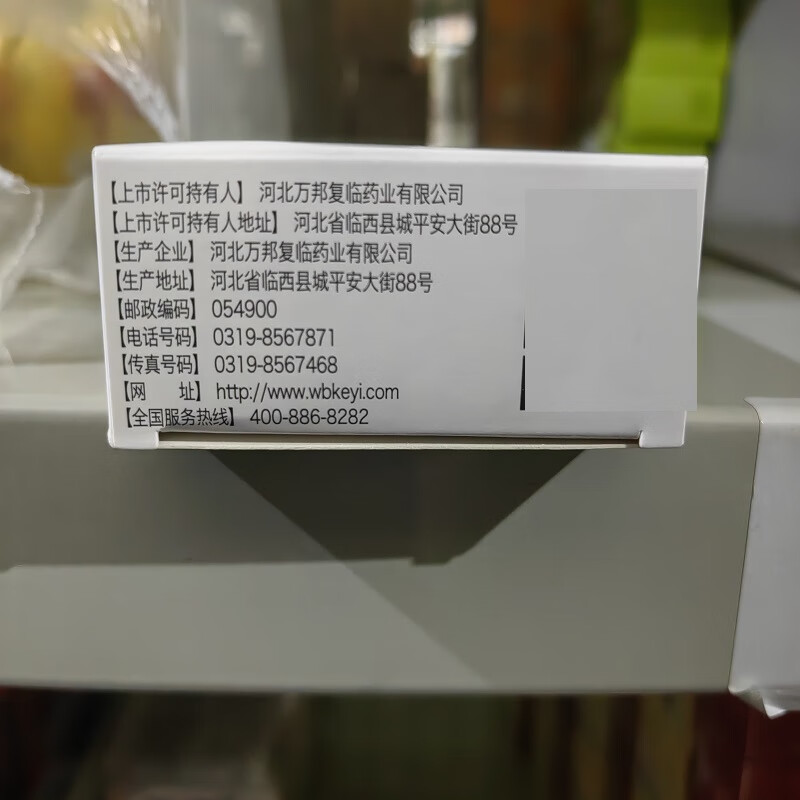 【上市许可持有人】 河北万邦复临药业有限公司
【上市许可持有人地址】 河北省临西县城平安大街88号
【生产企业】 河北万邦复临药业有限公司
【生产地址】 河北省临西县城平安大街88号
【邮政编码】 054900
【电话号码】 0319-8567871
【传真号码】 0319-8567468
【网　　址】 http://www.wbkeyi.com
【全国服务热线】 400-886-8282